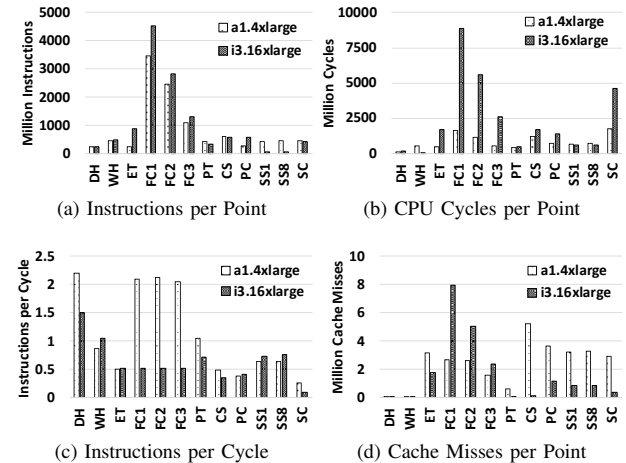 Million Instructions
5000
4000
3000
2000
1000
0
a1.4xlarge
i3.16xlarge
DH
WH
ET
FC1
FC2
FC3
PT
CS
PC
SS1
SS8
SC
(a) Instructions per Point
Million Cycles
10000
7500
5000
2500
0
a1.4xlarge
i3.16xlarge
DH
WH
ET
FC1
FC2
FC3
PT
CS
PC
SS1
SS8
SC
(b) CPU Cycles per Point
Instructions per Cycle
2.5
2
1.5
1
0.5
0
a1.4xlarge
i3.16xlarge
DH
WH
ET
FC1
FC2
FC3
PT
CS
PC
SS1
SS8
SC
(c) Instructions per Cycle
Million Cache Misses
10
8
6
4
2
0
a1.4xlarge
i3.16xlarge
DH
WH
ET
FC1
FC2
FC3
PT
CS
PC
SS1
SS8
SC
(d) Cache Misses per Point